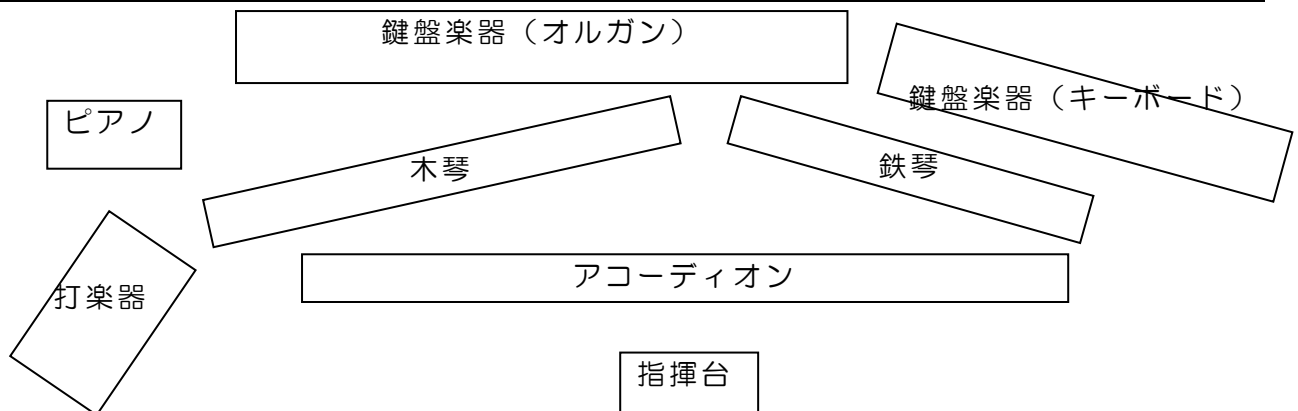 鍵盤楽器（オルガン）
鍵盤楽器（キーボード）
ピアノ
木琴
鉄琴
アコーディオン
打楽器
指揮台